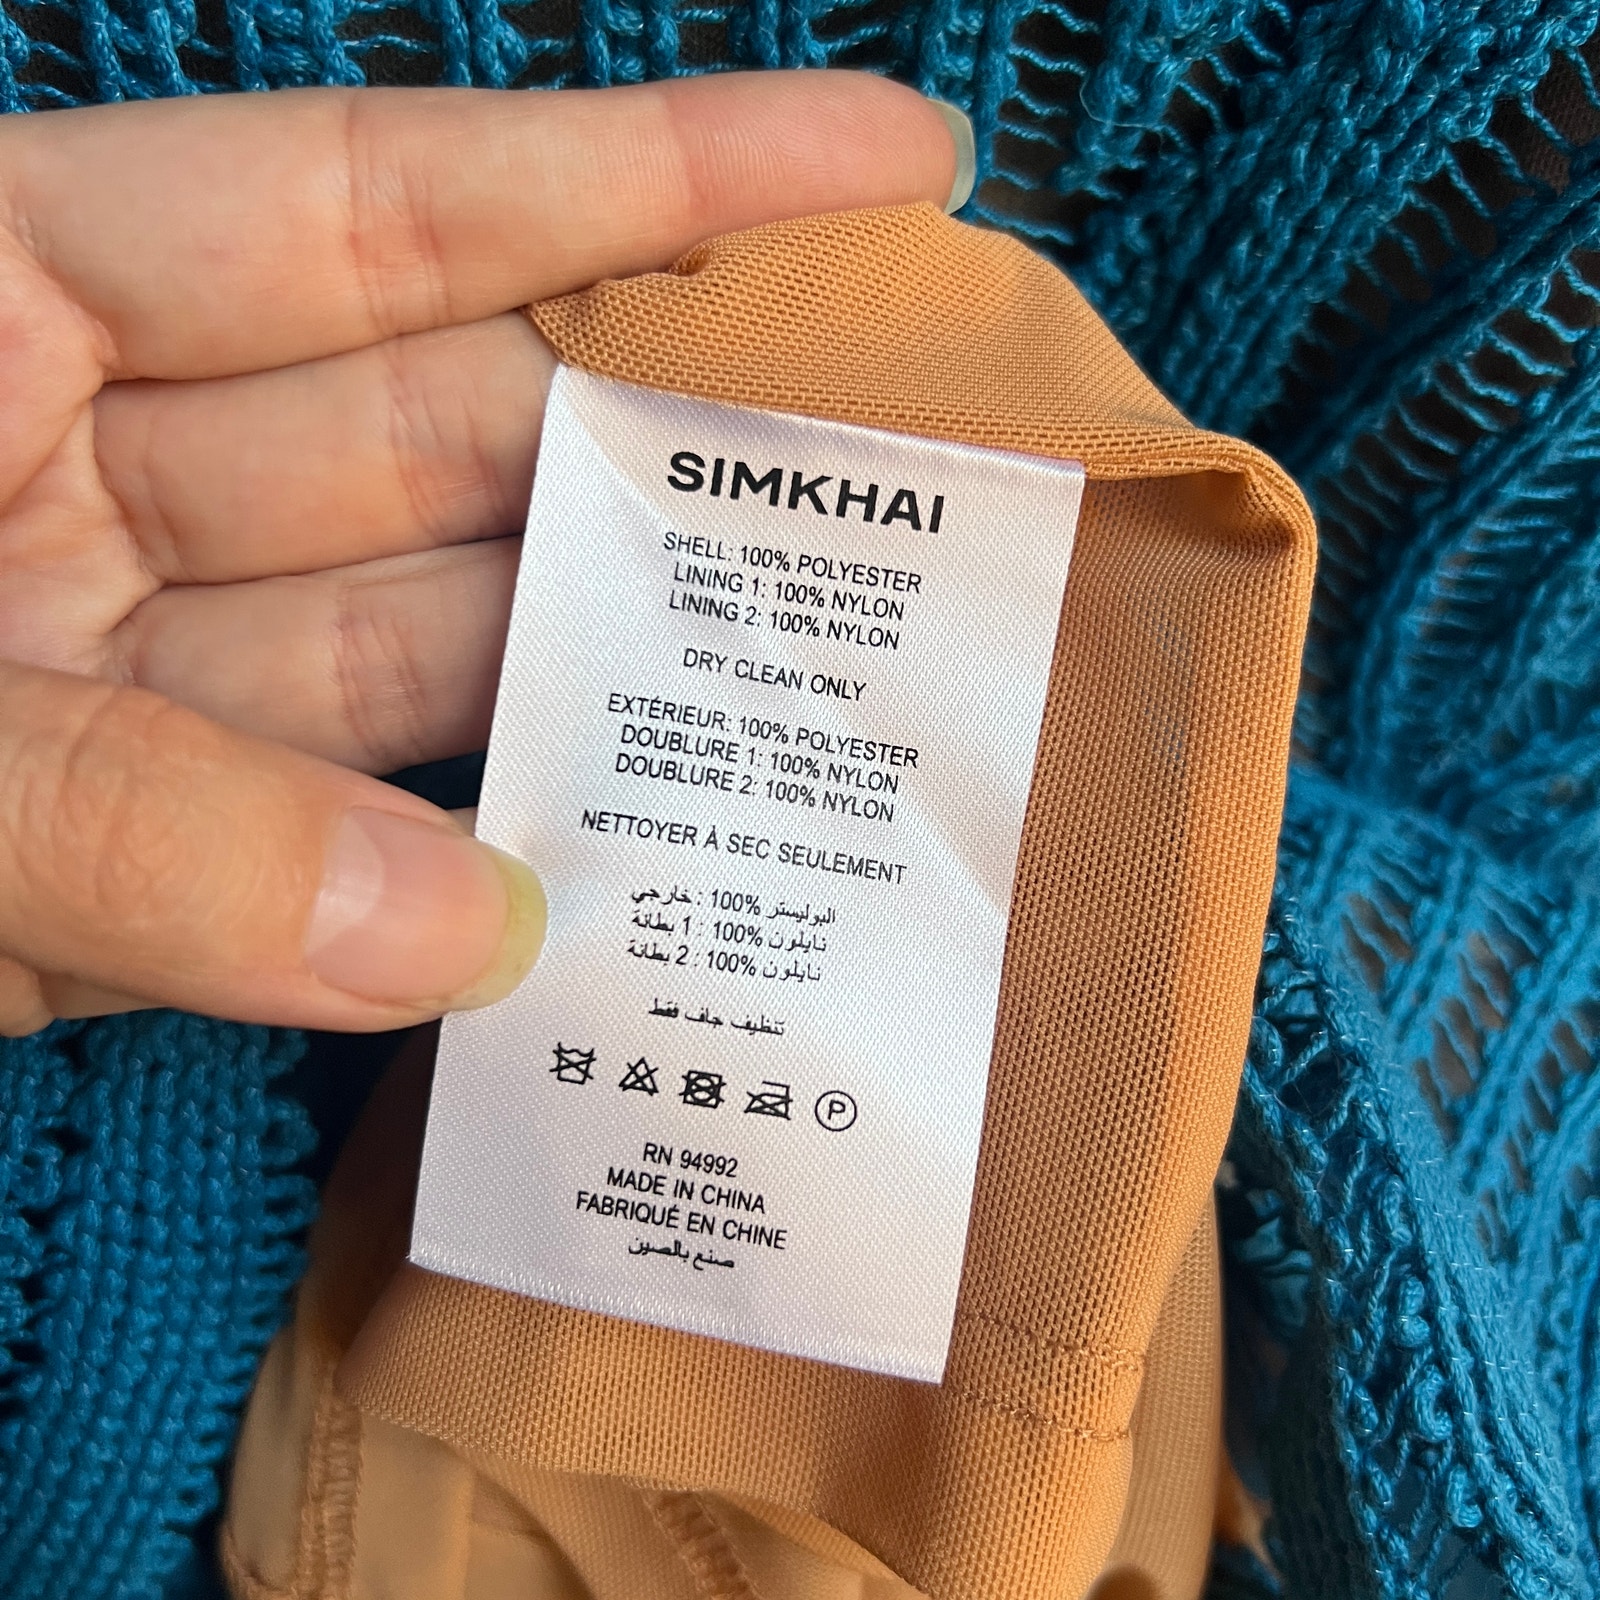 SIMKHAI
SHELL: 100% POLYESTER
LINING 1: 100% NYLON
LINING 2: 100% NYLON
DRY CLEAN ONLY
EXTÉRIEUR: 100% POLYESTER
DOUBLURE 1: 100% NYLON
DOUBLURE 2: 100% NYLON
NETTOYER À SEC SEULEMENT
البوليستر 100% : خارجي
نايلون 100% : 1 بطانة
نايلون 100% : 2 بطانة
تنظيف جاف فقط
P
RN 94992
MADE IN CHINA
FABRIQUÉ EN CHINE
صنع بالصين